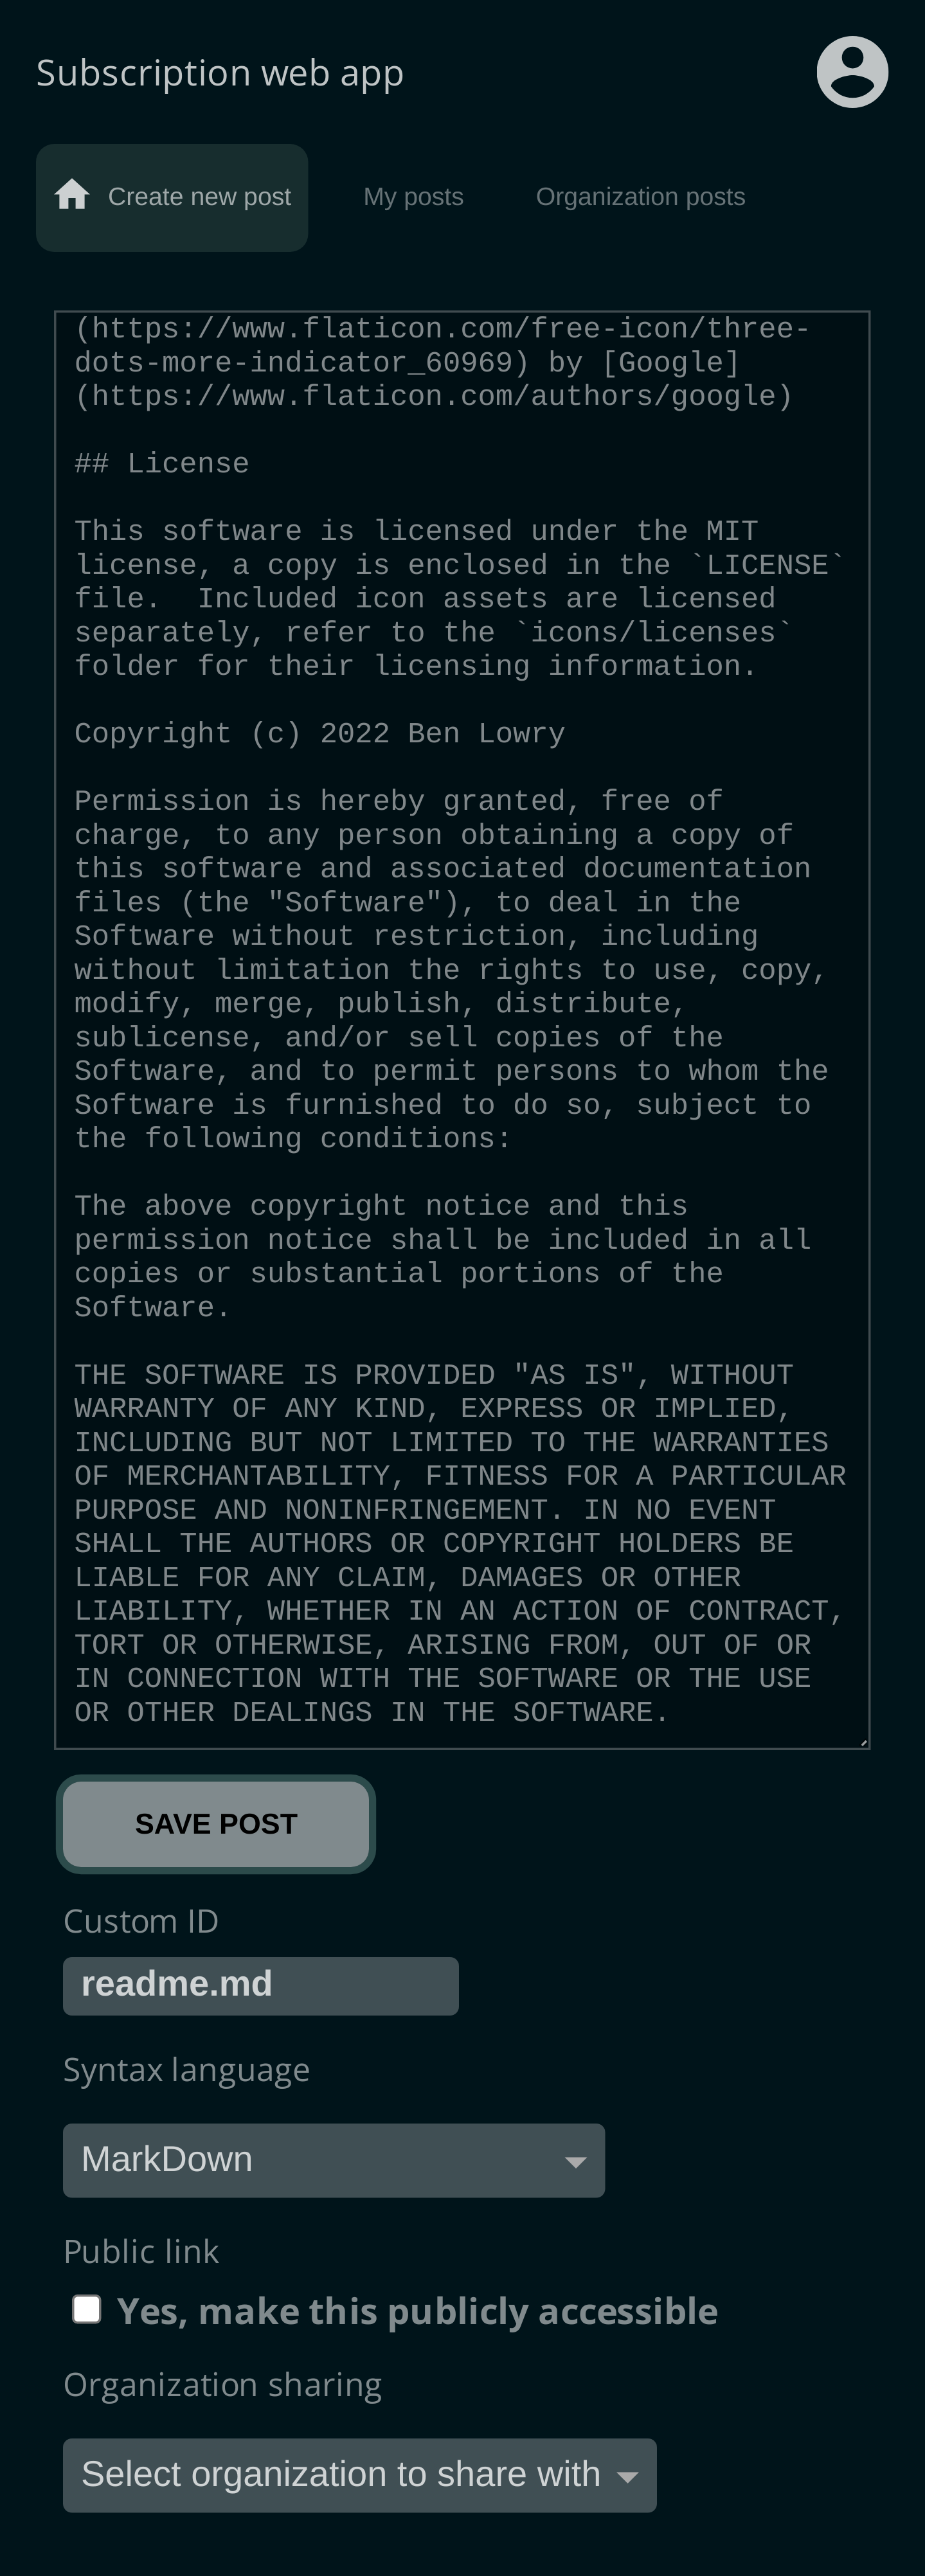 Subscription web app
Create new post
My posts
Organization posts
(https://www.flaticon.com/free-icon/three-
dots-more-indicator_60969) by [Google]
(https://www.flaticon.com/authors/google)
## License
This software is licensed under the MIT
license, a copy is enclosed in the `LICENSE`
file.  Included icon assets are licensed
separately, refer to the `icons/licenses`
folder for their licensing information.
Copyright (c) 2022 Ben Lowry
Permission is hereby granted, free of
charge, to any person obtaining a copy of
this software and associated documentation
files (the "Software"), to deal in the
Software without restriction, including
without limitation the rights to use, copy,
modify, merge, publish, distribute,
sublicense, and/or sell copies of the
Software, and to permit persons to whom the
Software is furnished to do so, subject to
the following conditions:
The above copyright notice and this
permission notice shall be included in all
copies or substantial portions of the
Software.
THE SOFTWARE IS PROVIDED "AS IS", WITHOUT
WARRANTY OF ANY KIND, EXPRESS OR IMPLIED,
INCLUDING BUT NOT LIMITED TO THE WARRANTIES
OF MERCHANTABILITY, FITNESS FOR A PARTICULAR
PURPOSE AND NONINFRINGEMENT. IN NO EVENT
SHALL THE AUTHORS OR COPYRIGHT HOLDERS BE
LIABLE FOR ANY CLAIM, DAMAGES OR OTHER
LIABILITY, WHETHER IN AN ACTION OF CONTRACT,
TORT OR OTHERWISE, ARISING FROM, OUT OF OR
IN CONNECTION WITH THE SOFTWARE OR THE USE
OR OTHER DEALINGS IN THE SOFTWARE.
SAVE POST
Custom ID
readme.md
Syntax language
MarkDown
Public link
Yes, make this publicly accessible
Organization sharing
Select organization to share with